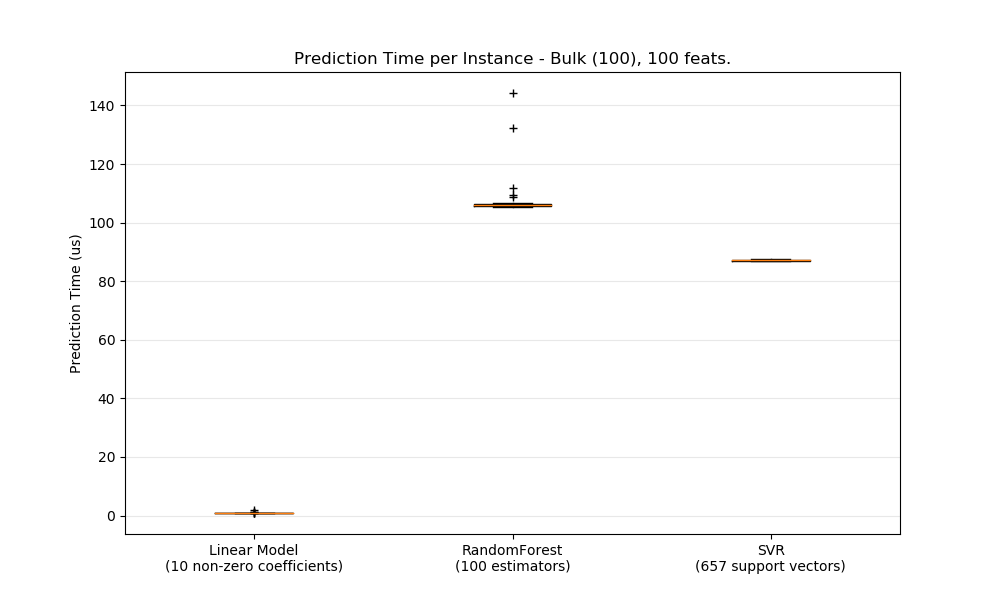 Prediction Time per Instance - Bulk (100), 100 feats.
Prediction Time (us)
140
120
100
80
60
40
20
0
Linear Model
(10 non-zero coefficients)
RandomForest
(100 estimators)
SVR
(657 support vectors)